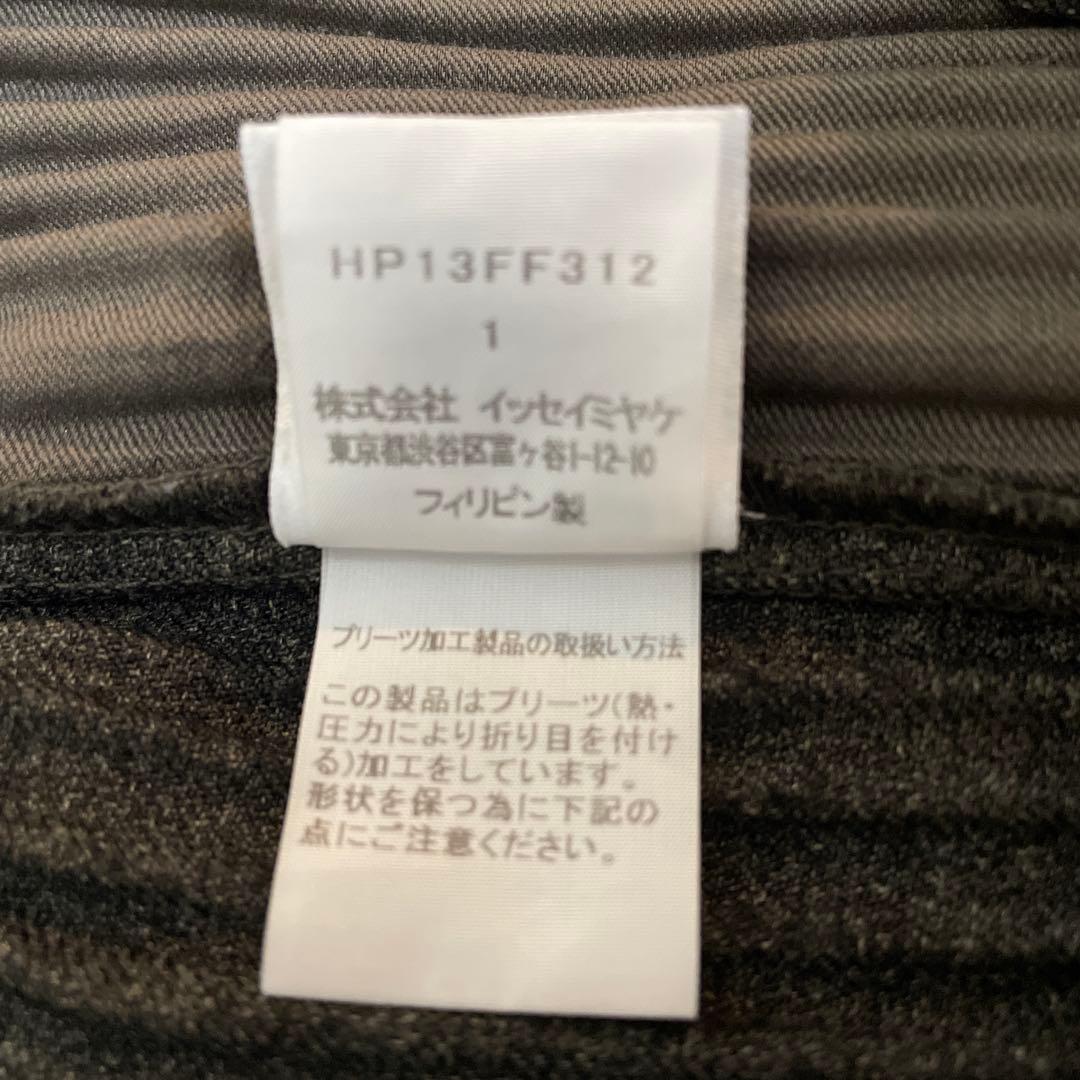 HP13FF312
1
株式会社 イッセイミヤケ
東京都渋谷区富ヶ谷1-12-10
フィリピン製
プリーツ加工製品の取扱い方法
この製品はプリーツ(熱・
圧力により折り目を付け
る)加工をしています。
形状を保つ為に下記の
点にご注意ください。